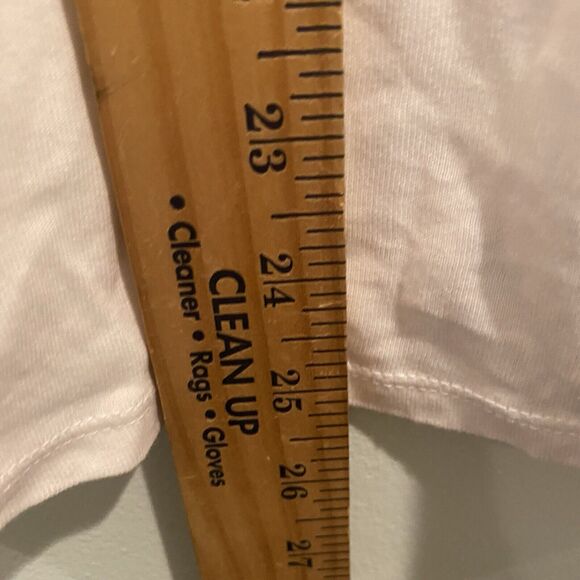 23
24
25
26
27
CLEAN UP
• Cleaner • Rags • Gloves